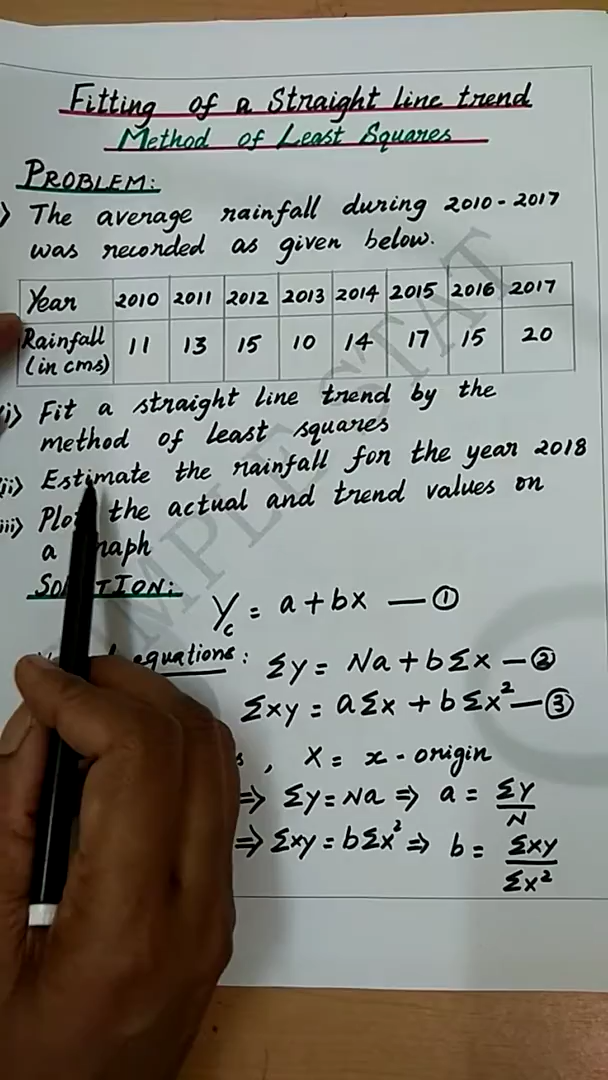 Fitting of a Straight line trend
Method of Least Squares
PROBLEM:
The average rainfall during 2010-2017
was recorded as given below.
Year 2010 2011 2012 2013 2014 2015 2016 2017
Rainfall (in cms) 11 13 15 10 14 17 15 20
i) Fit a straight line trend by the
method of least squares
ii) Estimate the rainfall for the year 2018
iii) Plot the actual and trend values on
a graph
SOLUTION:
Yc = a + bx — ①
equations: Σy = Na + bΣx — ②
Σxy = aΣx + bΣx² — ③
, X = x - origin
⇒ Σy = Na ⇒ a = ΣY/N
⇒ Σxy = bΣx² ⇒ b = Σxy/Σx²